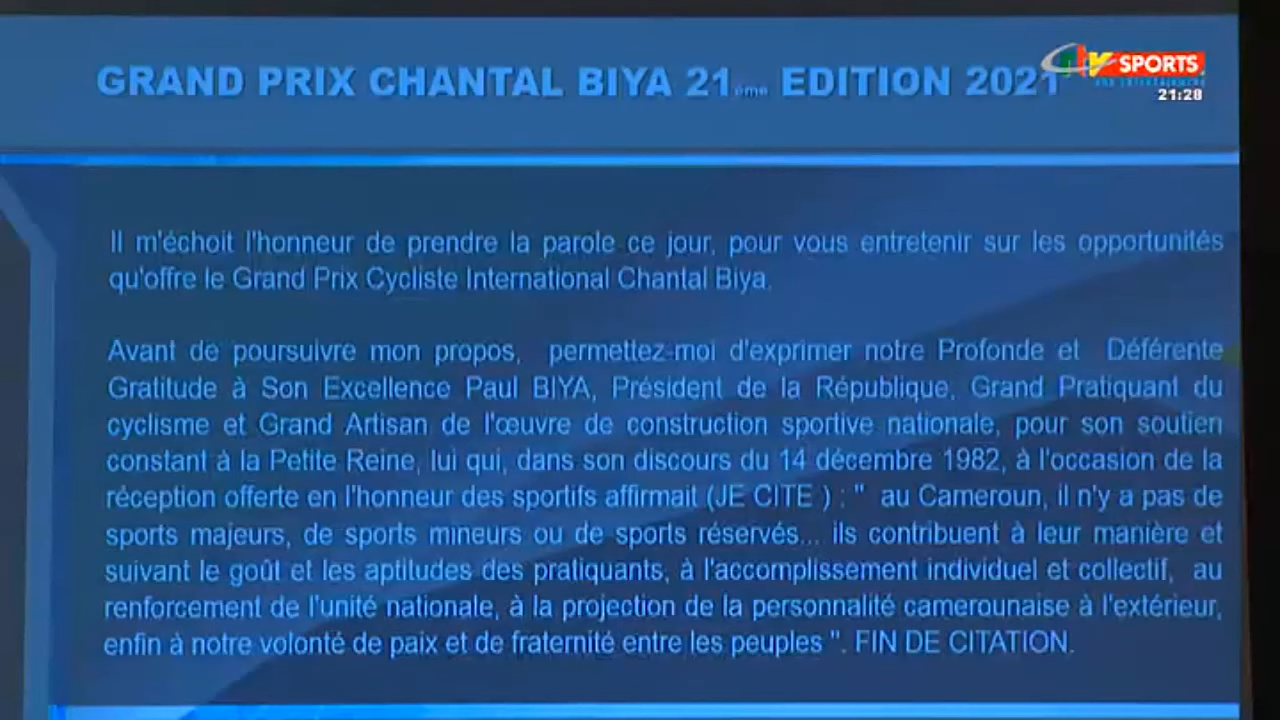 GRAND PRIX CHANTAL BIYA 21ème EDITION 2021
V SPORTS
21:28
Il m'échoit l'honneur de prendre la parole ce jour, pour vous entretenir sur les opportunités
qu'offre le Grand Prix Cycliste International Chantal Biya.
Avant de poursuivre mon propos, permettez-moi d'exprimer notre Profonde et Déférente
Gratitude à Son Excellence Paul BIYA, Président de la République, Grand Pratiquant du
cyclisme et Grand Artisan de l'œuvre de construction sportive nationale, pour son soutien
constant à la Petite Reine, lui qui, dans son discours du 14 décembre 1982, à l'occasion de la
réception offerte en l'honneur des sportifs affirmait (JE CITE ) : " au Cameroun, il n'y a pas de
sports majeurs, de sports mineurs ou de sports réservés... ils contribuent à leur manière et
suivant le goût et les aptitudes des pratiquants, à l'accomplissement individuel et collectif, au
renforcement de l'unité nationale, à la projection de la personnalité camerounaise à l'extérieur,
enfin à notre volonté de paix et de fraternité entre les peuples ". FIN DE CITATION.